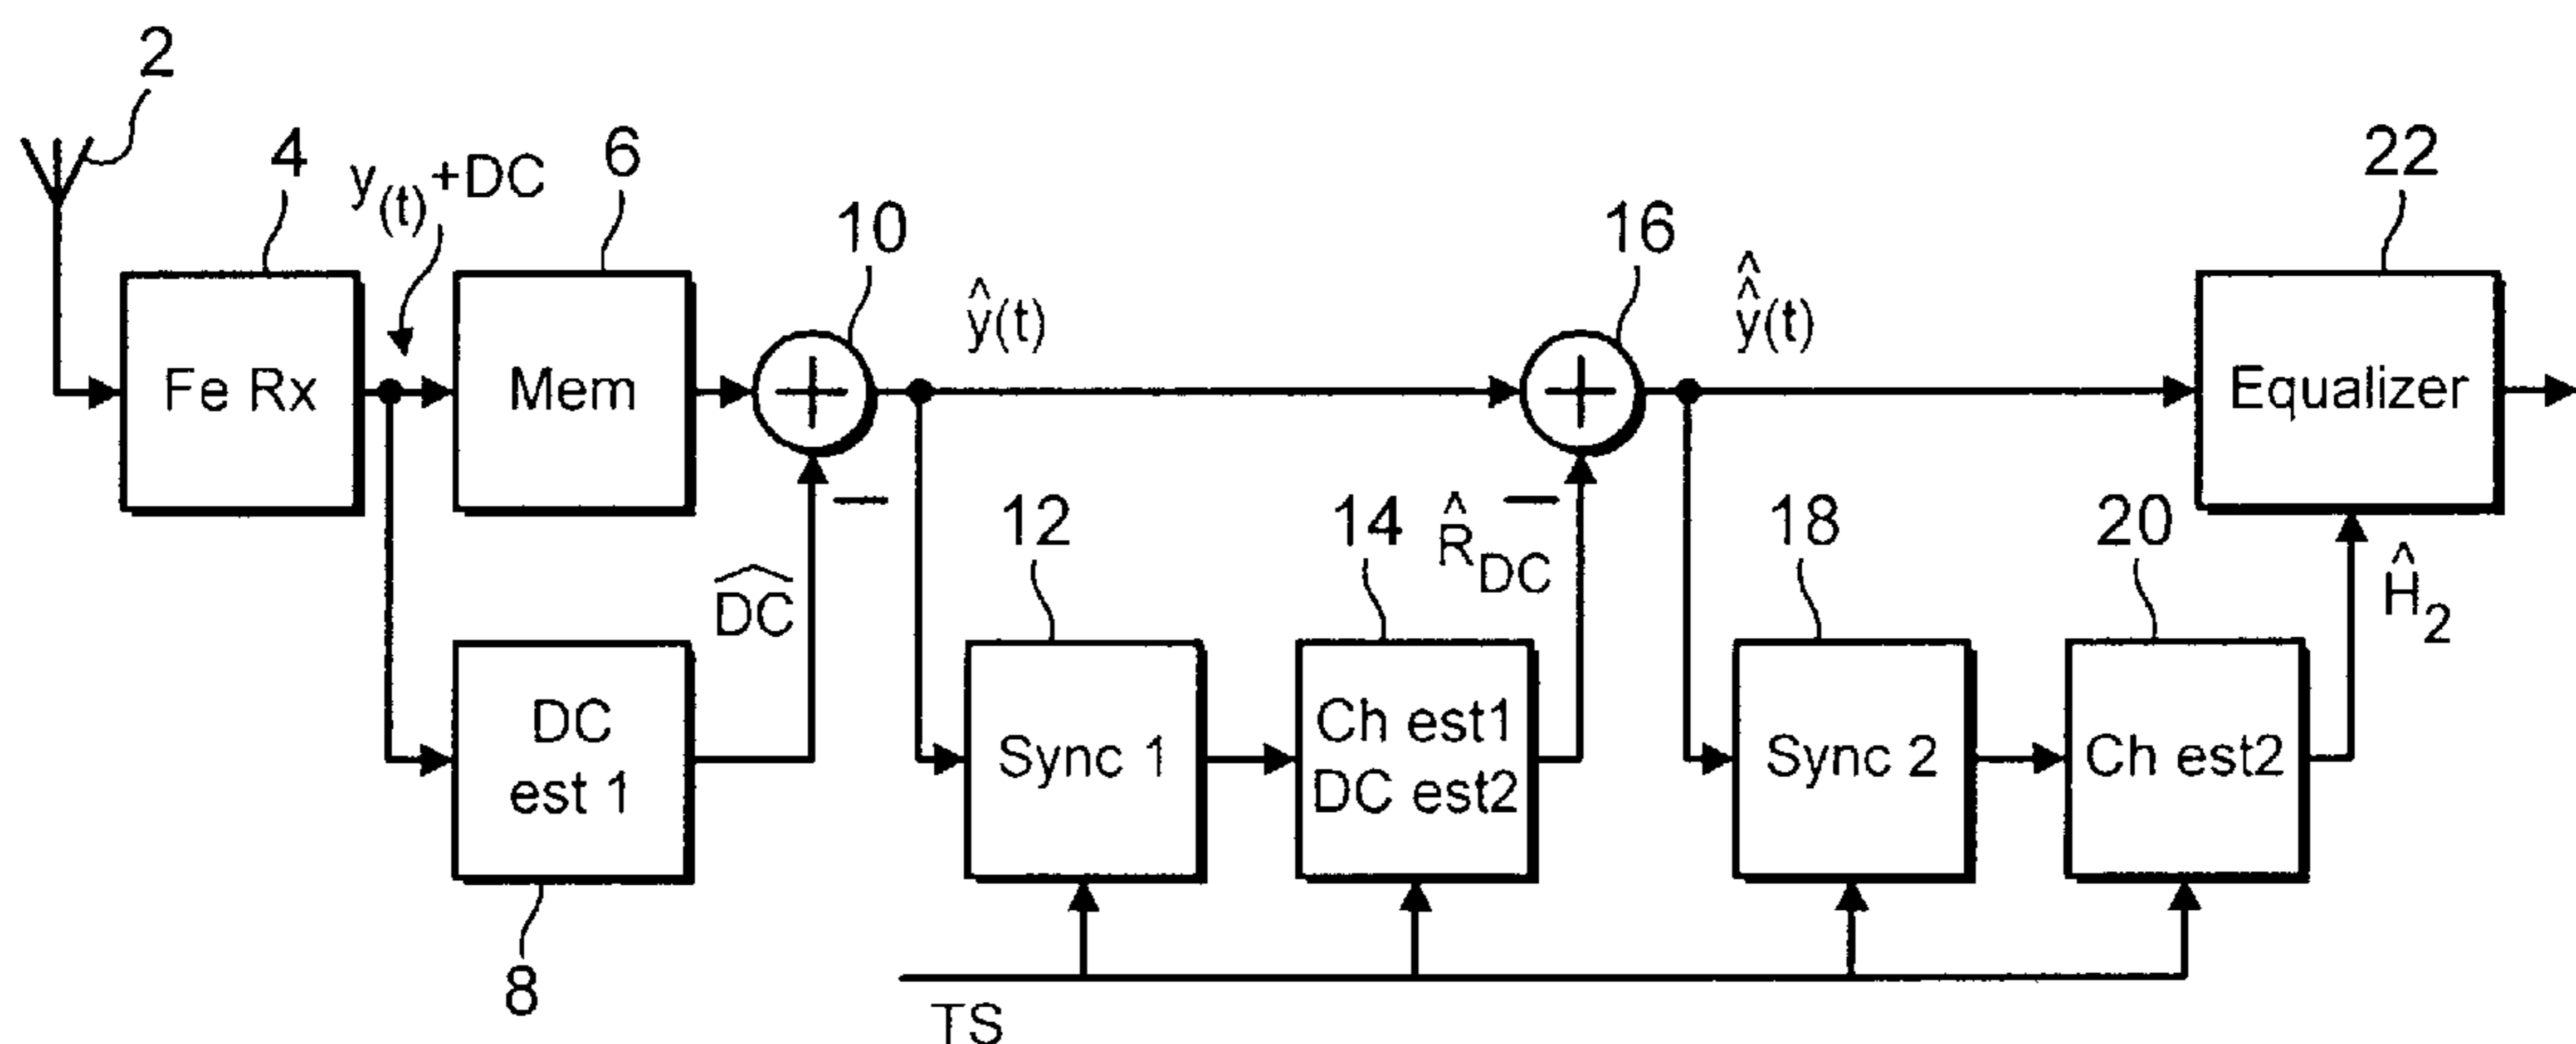 2
4
y(t)+DC
6
10
ŷ(t)
16
ŷ̂(t)
22
Fe Rx
Mem
+
+
Equalizer
−
−
D̂C
12
14
R̂DC
18
20
Ĥ2
DC
est 1
Sync 1
Ch est1
DC est2
Sync 2
Ch est2
8
TS